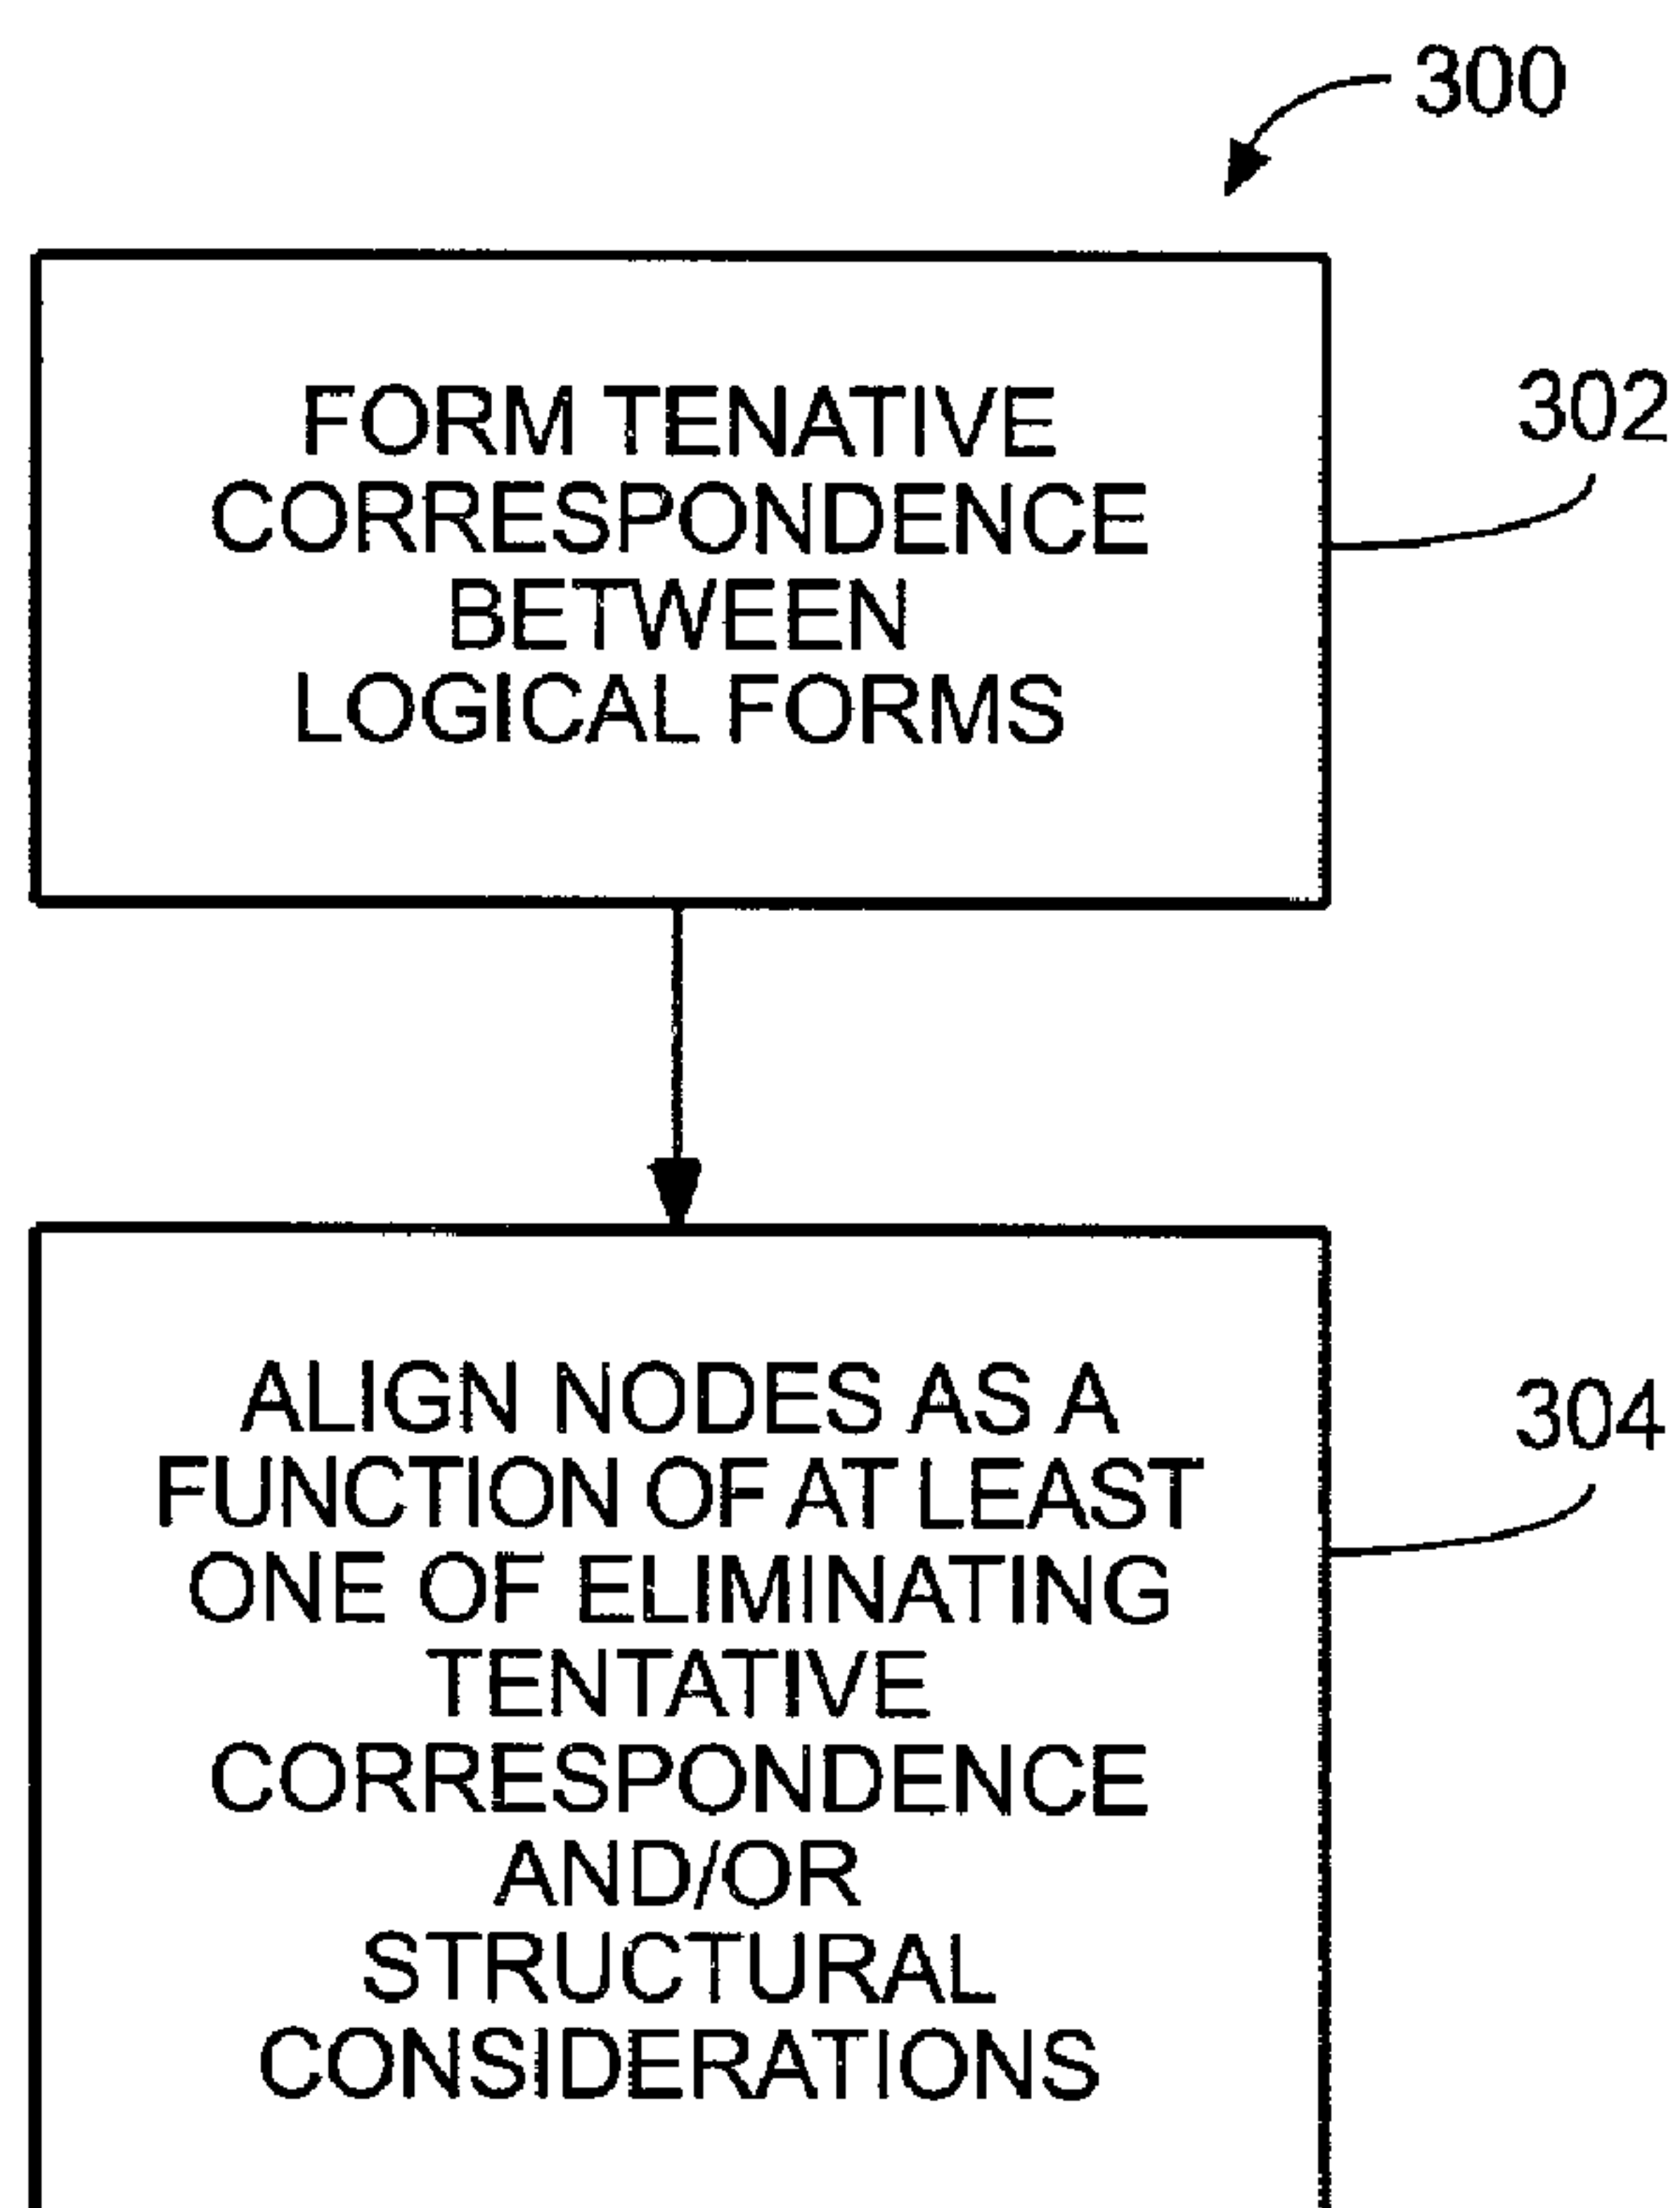 300
FORM TENATIVE
CORRESPONDENCE
BETWEEN
LOGICAL FORMS
302
ALIGN NODES AS A
FUNCTION OF AT LEAST
ONE OF ELIMINATING
TENTATIVE
CORRESPONDENCE
AND/OR
STRUCTURAL
CONSIDERATIONS
304